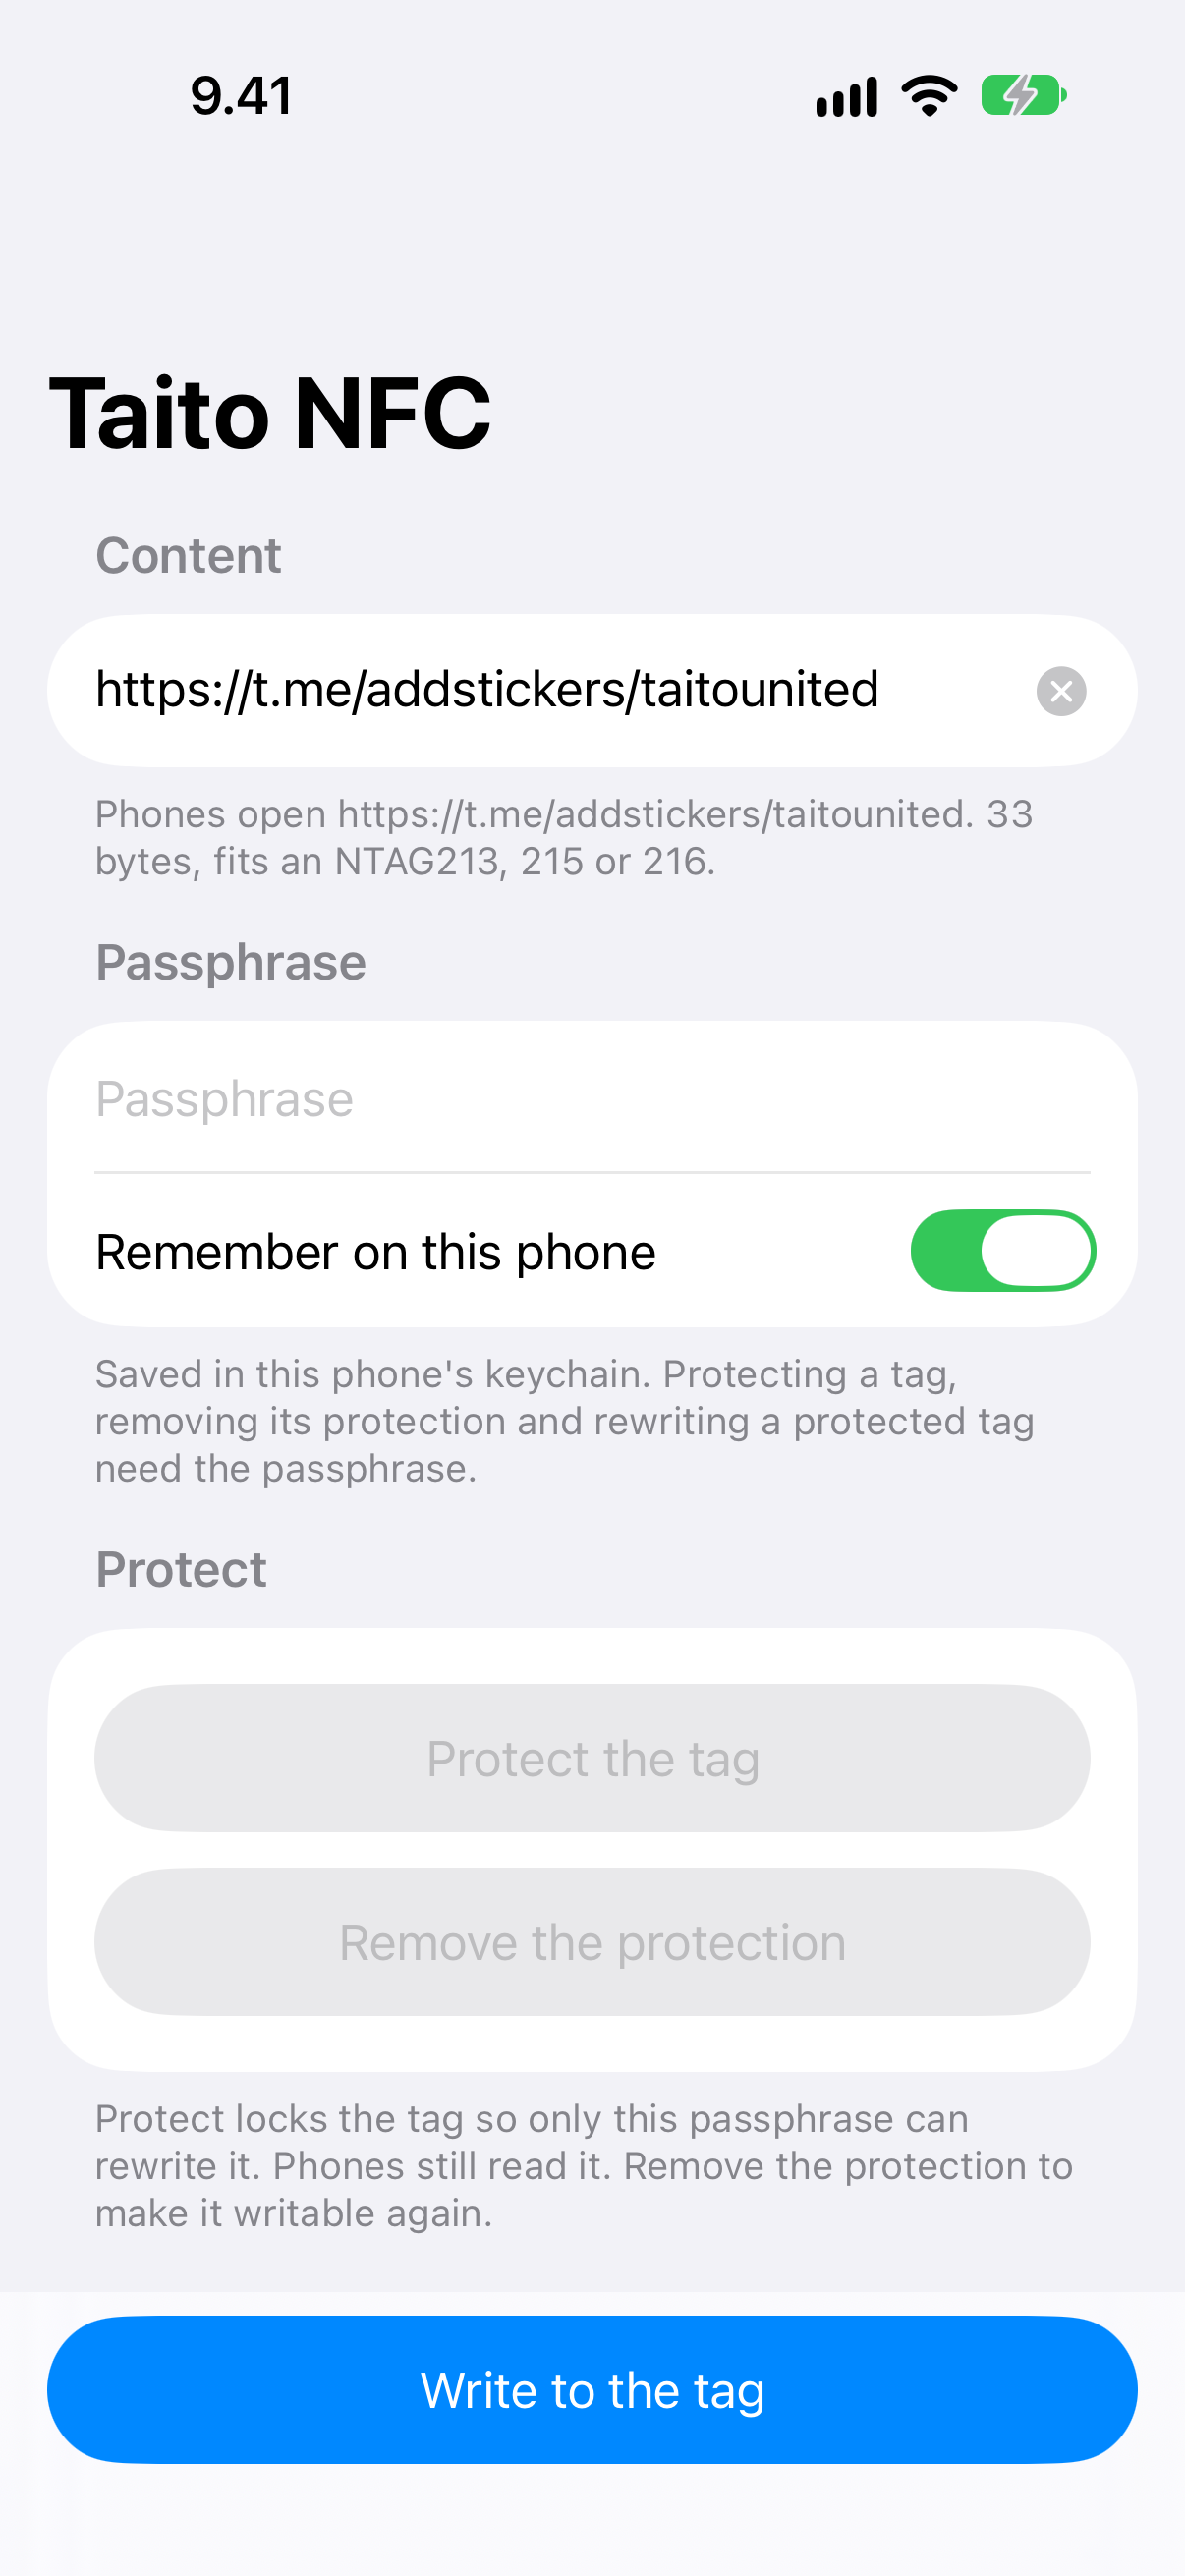 9.41
Taito NFC
Content
https://t.me/addstickers/taitounited
Phones open https://t.me/addstickers/taitounited. 33
bytes, fits an NTAG213, 215 or 216.
Passphrase
Passphrase
Remember on this phone
Saved in this phone's keychain. Protecting a tag,
removing its protection and rewriting a protected tag
need the passphrase.
Protect
Protect the tag
Remove the protection
Protect locks the tag so only this passphrase can
rewrite it. Phones still read it. Remove the protection to
make it writable again.
Write to the tag